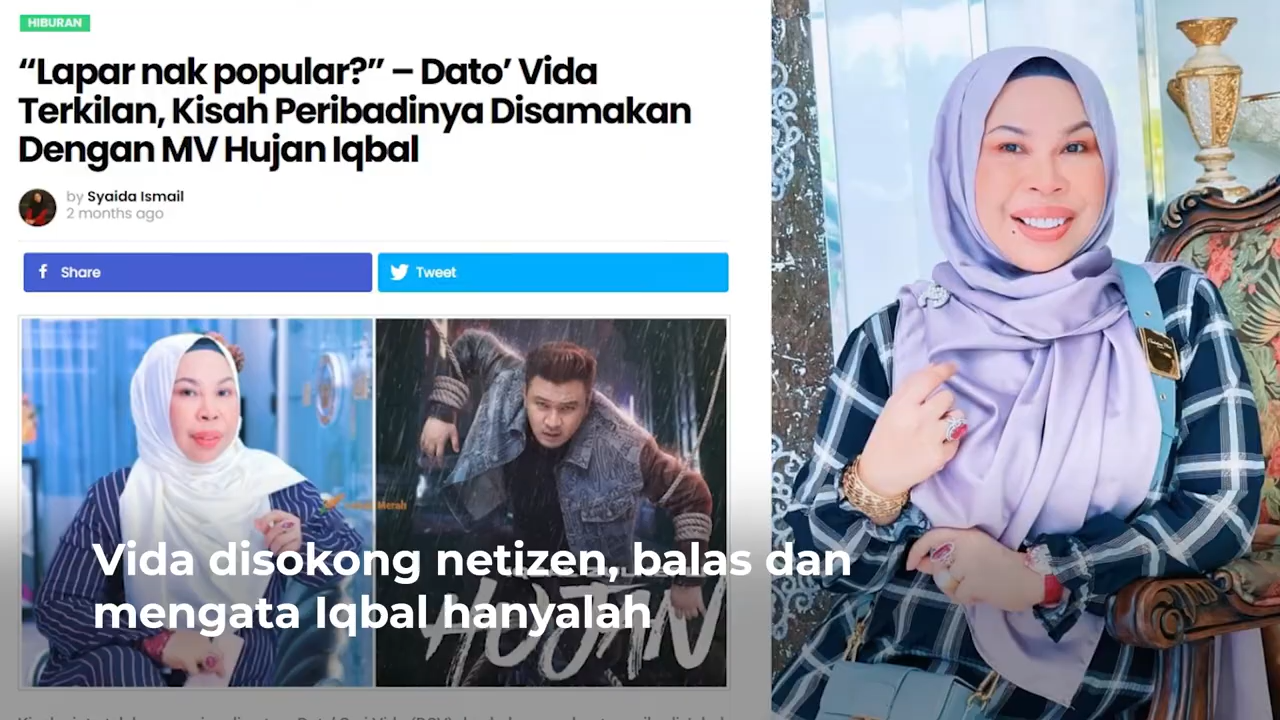 HIBURAN
“Lapar nak popular?” – Dato’ Vida
Terkilan, Kisah Peribadinya Disamakan
Dengan MV Hujan Iqbal
by Syaida Ismail
2 months ago
Share
Tweet
Merah
Vida disokong netizen, balas dan
mengata Iqbal hanyalah
HUJAN